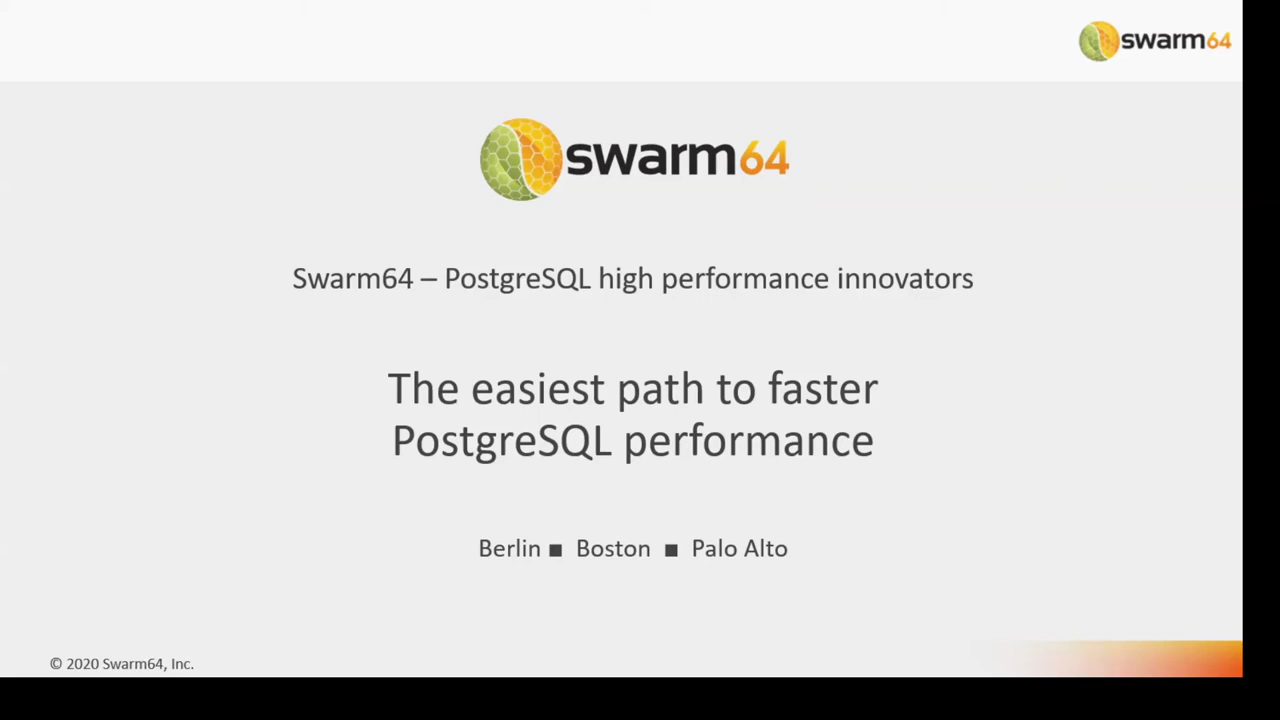 swarm64
swarm64
Swarm64 – PostgreSQL high performance innovators
The easiest path to faster
PostgreSQL performance
Berlin ■ Boston ■ Palo Alto
© 2020 Swarm64, Inc.